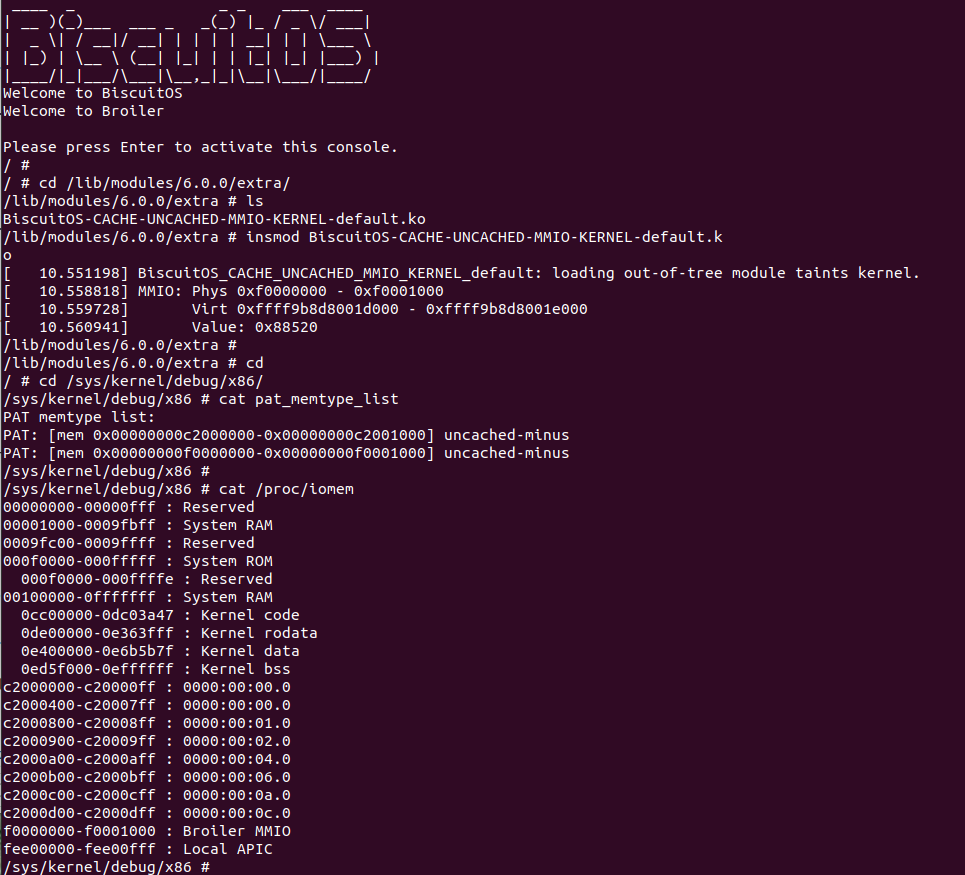 ____  _                _ _    ___  ____
| __ )(_)___  ___ _   _(_) |_ / _ \/ ___|
|  _ \| / __|/ __| | | | | __| | | \___ \
| |_) | \__ \ (__| |_| | | |_| |_| |___) |
|____/|_|___/\___|\__,_|_|\__|\___/|____/
Welcome to BiscuitOS
Welcome to Broiler
Please press Enter to activate this console.
/ #
/ # cd /lib/modules/6.0.0/extra/
/lib/modules/6.0.0/extra # ls
BiscuitOS-CACHE-UNCACHED-MMIO-KERNEL-default.ko
/lib/modules/6.0.0/extra # insmod BiscuitOS-CACHE-UNCACHED-MMIO-KERNEL-default.k
o
[   10.551198] BiscuitOS_CACHE_UNCACHED_MMIO_KERNEL_default: loading out-of-tree module taints kernel.
[   10.558818] MMIO: Phys 0xf0000000 - 0xf0001000
[   10.559728]       Virt 0xffff9b8d8001d000 - 0xffff9b8d8001e000
[   10.560941]       Value: 0x88520
/lib/modules/6.0.0/extra #
/lib/modules/6.0.0/extra # cd
/ # cd /sys/kernel/debug/x86/
/sys/kernel/debug/x86 # cat pat_memtype_list
PAT memtype list:
PAT: [mem 0x00000000c2000000-0x00000000c2001000] uncached-minus
PAT: [mem 0x00000000f0000000-0x00000000f0001000] uncached-minus
/sys/kernel/debug/x86 #
/sys/kernel/debug/x86 # cat /proc/iomem
00000000-00000fff : Reserved
00001000-0009fbff : System RAM
0009fc00-0009ffff : Reserved
000f0000-000fffff : System ROM
  000f0000-000ffffe : Reserved
00100000-0fffffff : System RAM
  0cc00000-0dc03a47 : Kernel code
  0de00000-0e363fff : Kernel rodata
  0e400000-0e6b5b7f : Kernel data
  0ed5f000-0effffff : Kernel bss
c2000000-c20000ff : 0000:00:00.0
c2000400-c20007ff : 0000:00:00.0
c2000800-c20008ff : 0000:00:01.0
c2000900-c20009ff : 0000:00:02.0
c2000a00-c2000aff : 0000:00:04.0
c2000b00-c2000bff : 0000:00:06.0
c2000c00-c2000cff : 0000:00:0a.0
c2000d00-c2000dff : 0000:00:0c.0
f0000000-f0001000 : Broiler MMIO
fee00000-fee00fff : Local APIC
/sys/kernel/debug/x86 #